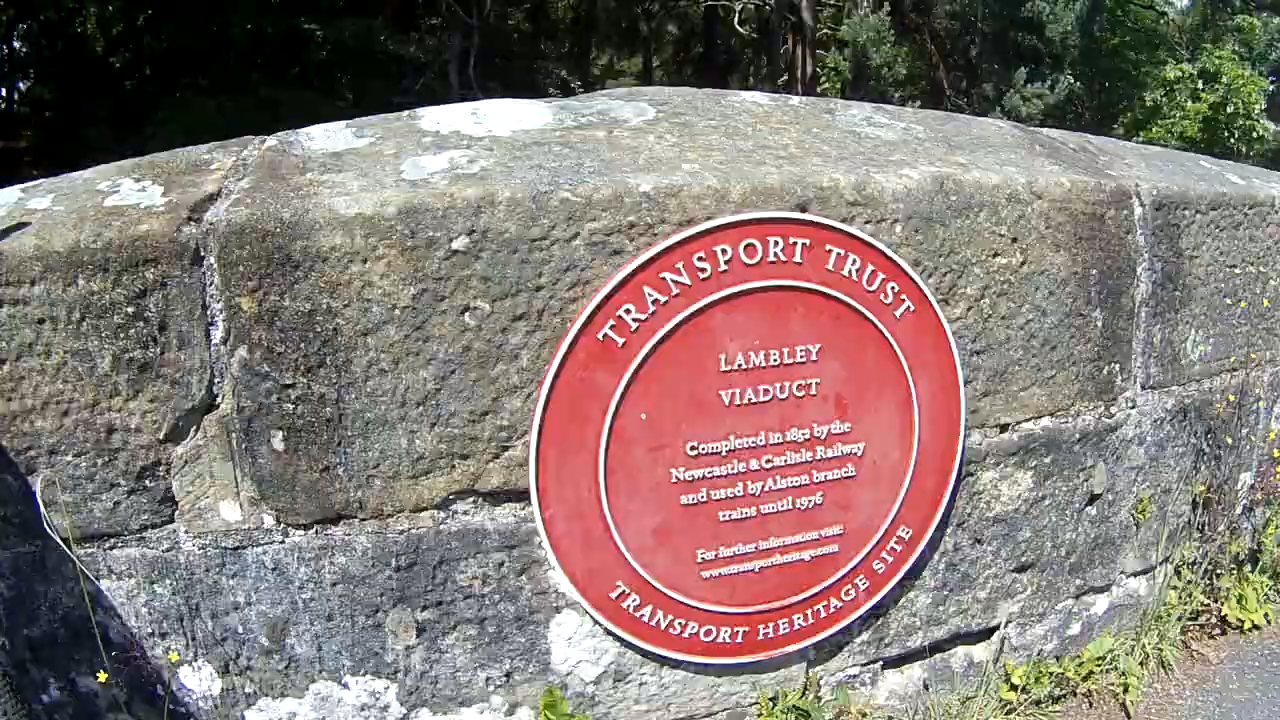 TRANSPORT TRUST
LAMBLEY
VIADUCT
Completed in 1852 by the
Newcastle & Carlisle Railway
and used by Alston branch
trains until 1976
For further information visit:
www.transportheritage.com
TRANSPORT HERITAGE SITE